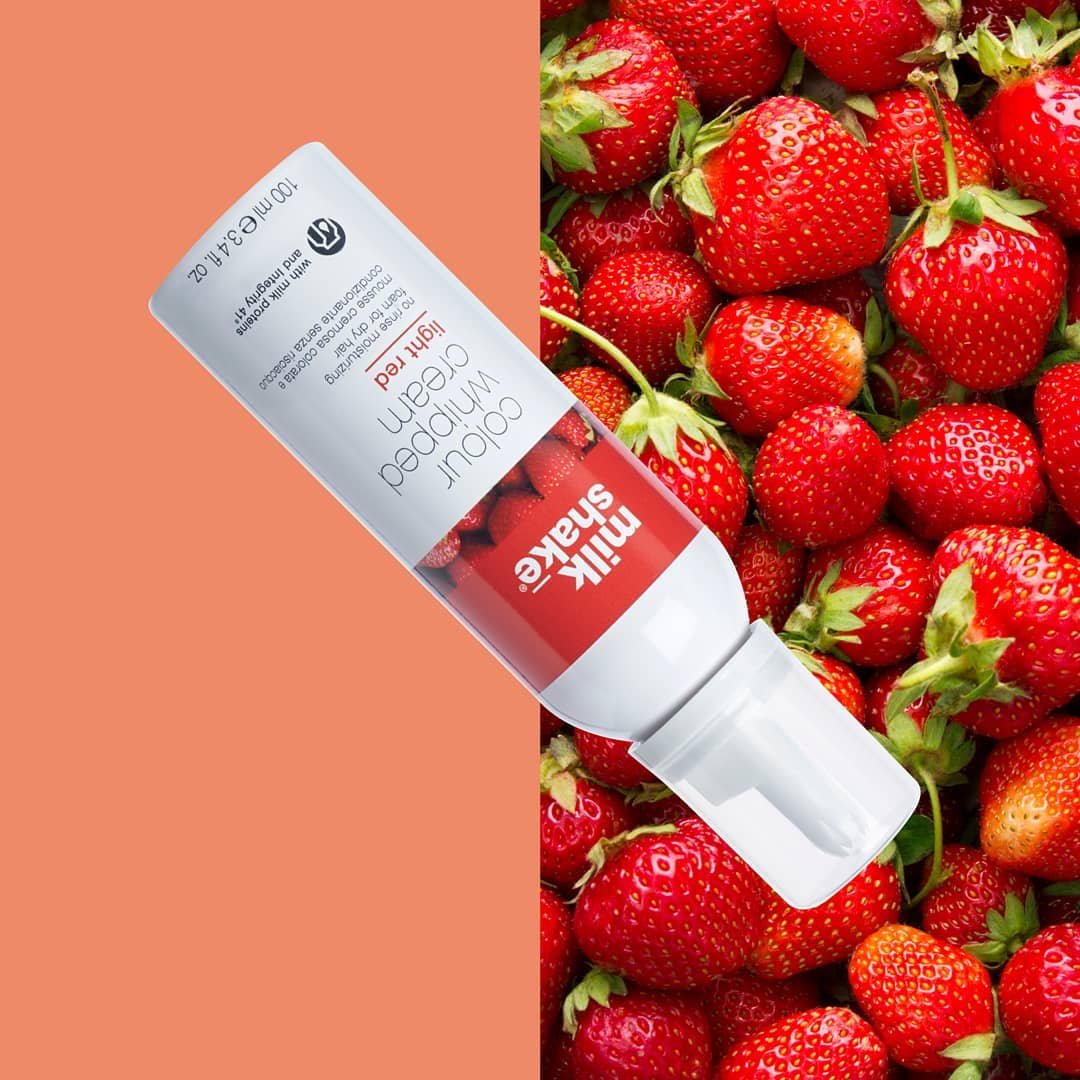 milk
shake®
colour
whipped
cream
light red
no rinse moisturizing
foam for dry hair
mousse cremosa colorata e
condizionante senza risciacquo
with milk proteins
and integrity 41®
100 ml e 3,4 fl. oz.